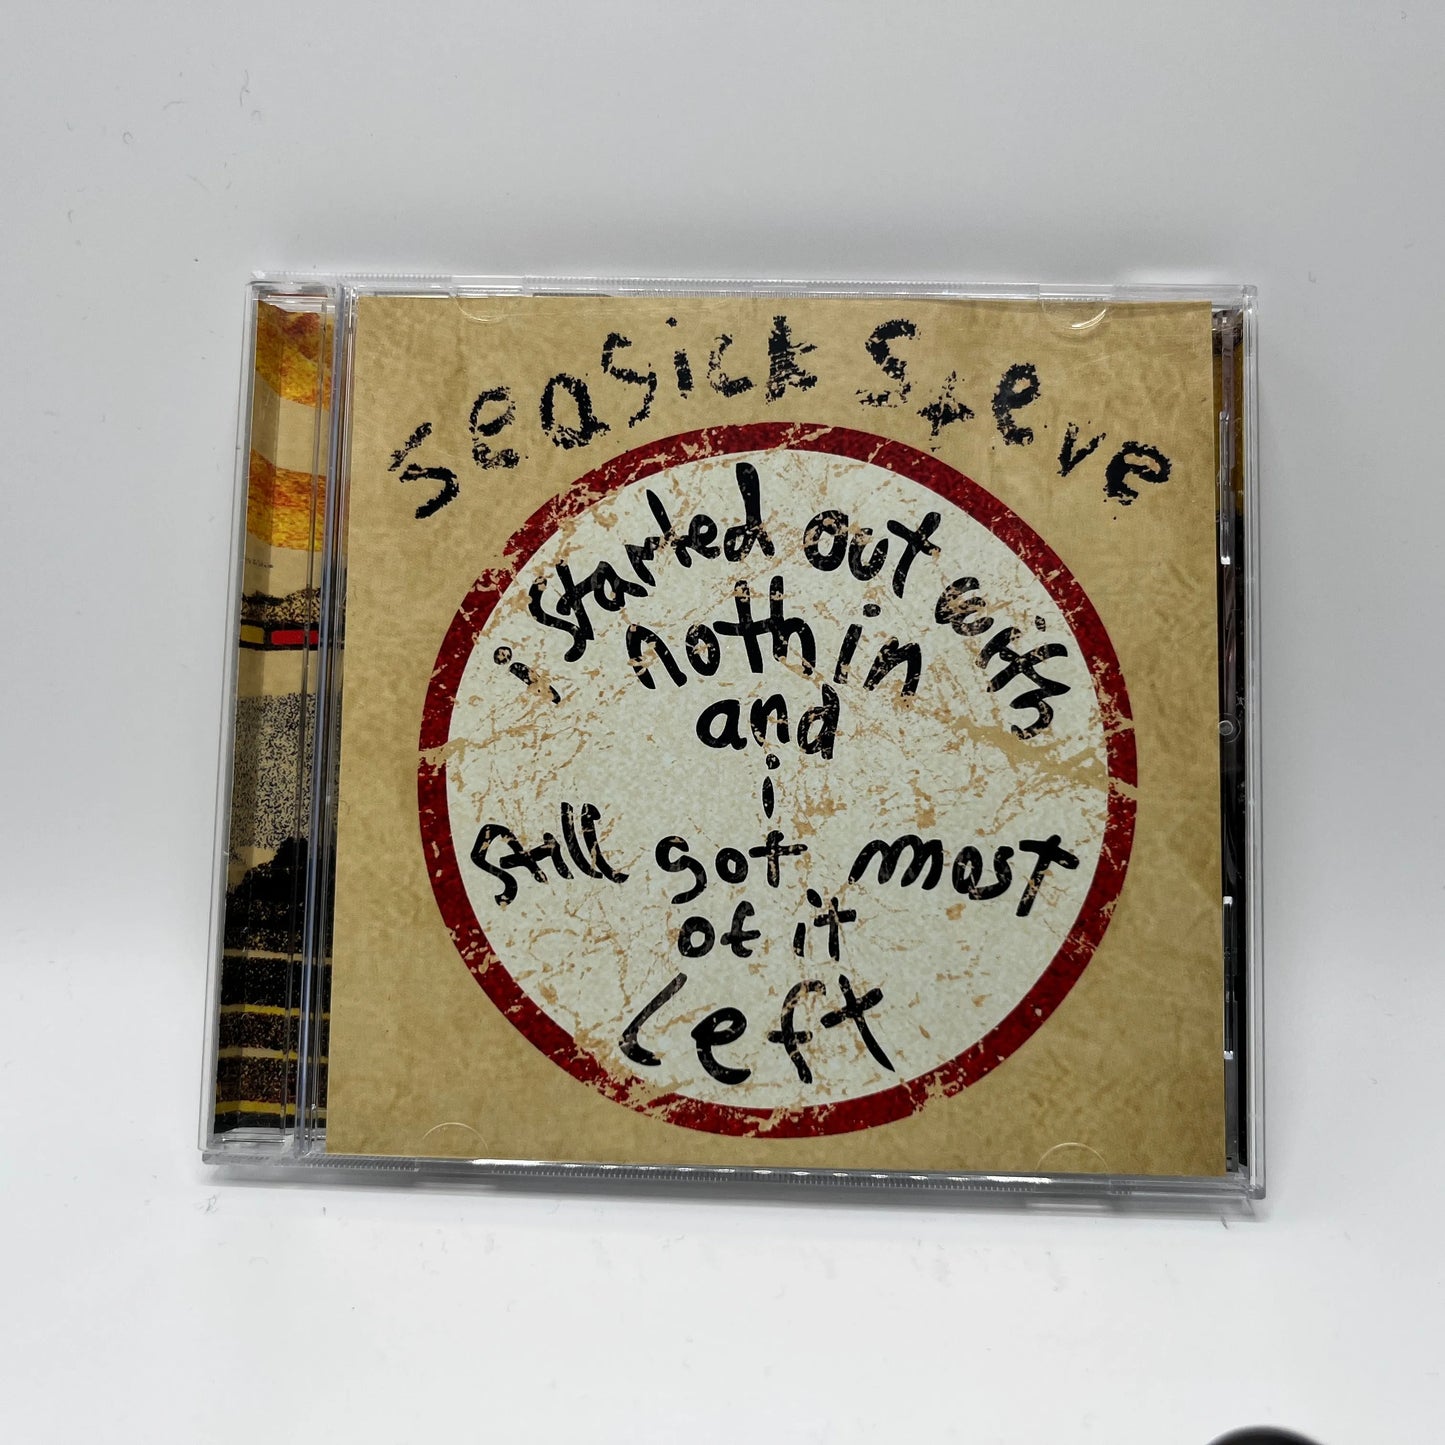 seasick steve
i started out with
nothin
and
i
still got most
of it
Left